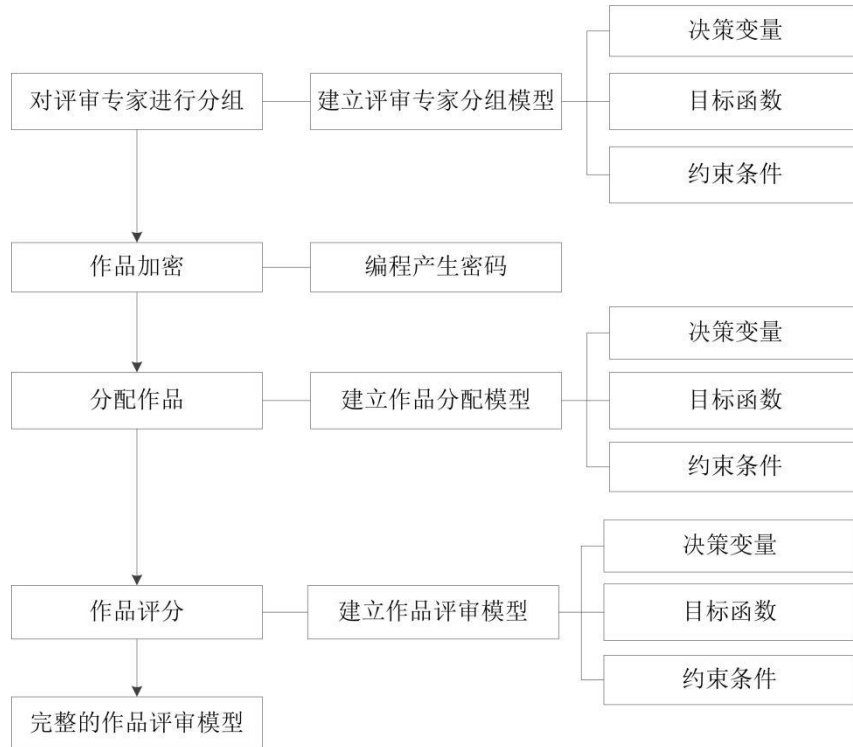 决策变量
对评审专家进行分组
建立评审专家分组模型
目标函数
约束条件
作品加密
编程产生密码
决策变量
分配作品
建立作品分配模型
目标函数
约束条件
决策变量
作品评分
建立作品评审模型
目标函数
约束条件
完整的作品评审模型